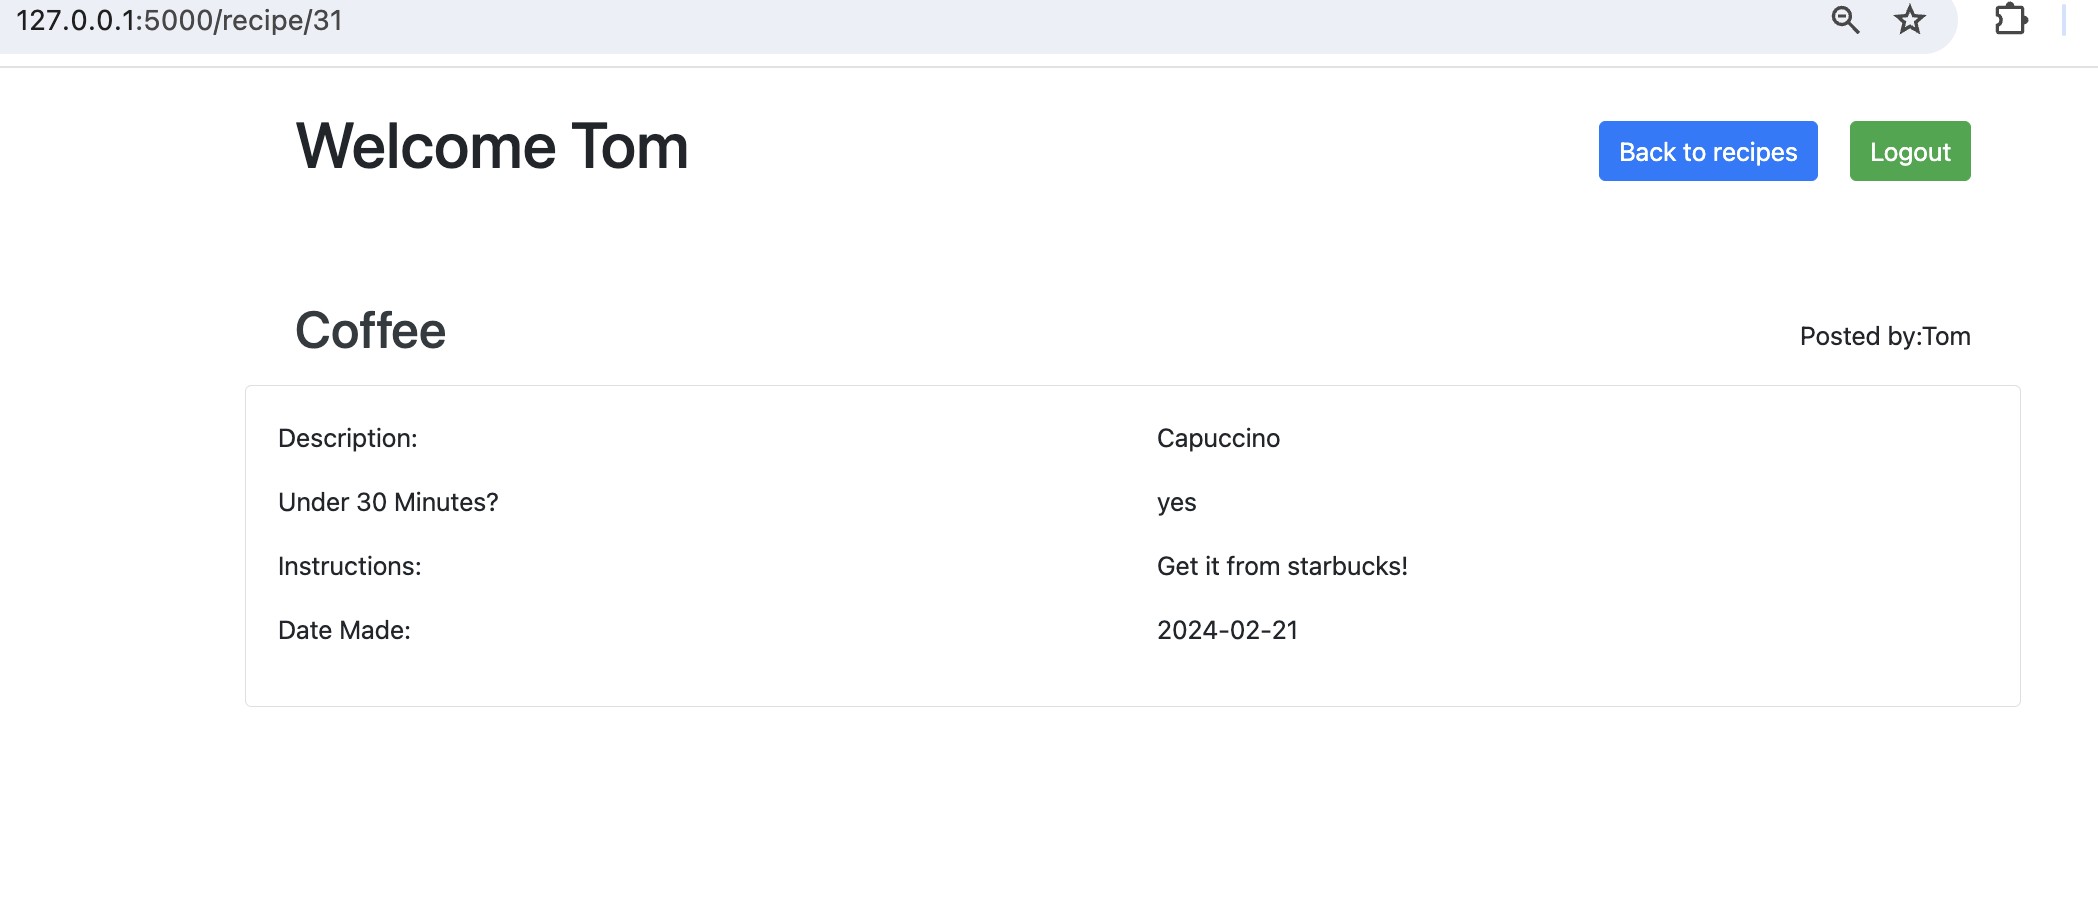 127.0.0.1:5000/recipe/31
Welcome Tom
Back to recipes
Logout
Coffee
Posted by:Tom
Description: Capuccino
Under 30 Minutes? yes
Instructions: Get it from starbucks!
Date Made: 2024-02-21